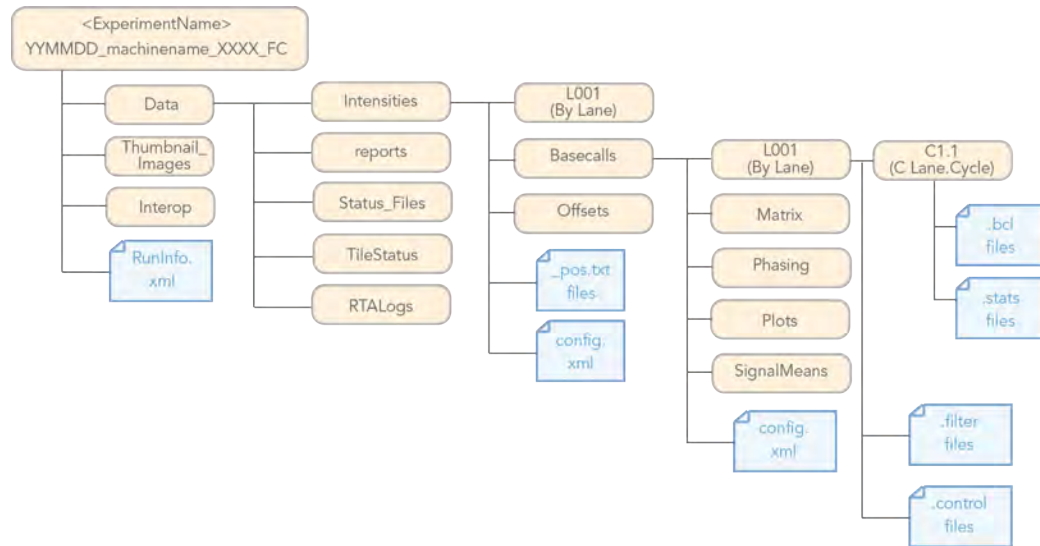 <ExperimentName>
YYMMDD_machinename_XXXX_FC
Data
Thumbnail_
Images
Interop
RunInfo.
xml
Intensities
reports
Status_Files
TileStatus
RTALogs
L001
(By Lane)
Basecalls
Offsets
_pos.txt
files
config.
xml
L001
(By Lane)
Matrix
Phasing
Plots
SignalMeans
config.
xml
C1.1
(C Lane.Cycle)
.bcl
files
.stats
files
.filter
files
.control
files